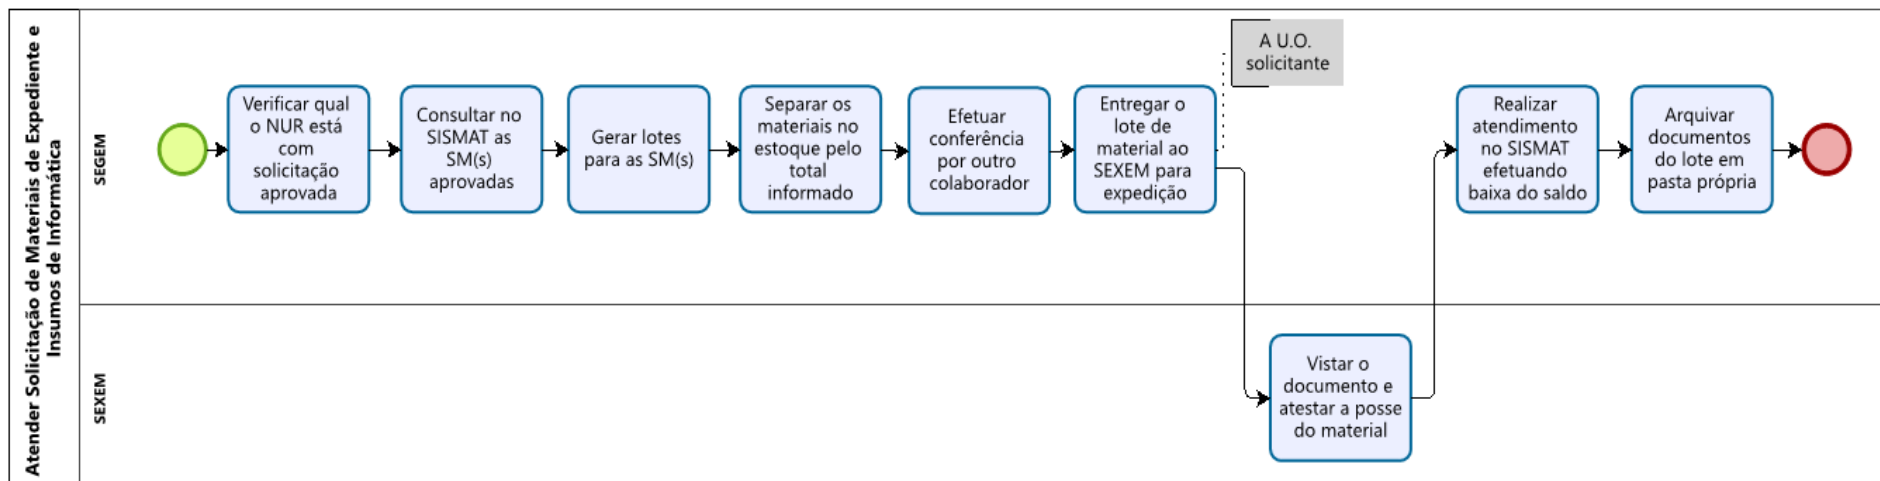 Atender Solicitação de Materiais de Expediente e
Insumos de Informática
SEGEM
Verificar qual
o NUR está
com
solicitação
aprovada
Consultar no
SISMAT as
SM(s)
aprovadas
Gerar lotes
para as SM(s)
Separar os
materiais no
estoque pelo
total
informado
Efetuar
conferência
por outro
colaborador
Entregar o
lote de
material ao
SEXEM para
expedição
A U.O.
solicitante
Realizar
atendimento
no SISMAT
efetuando
baixa do saldo
Arquivar
documentos
do lote em
pasta própria
SEXEM
Vistar o
documento e
atestar a posse
do material